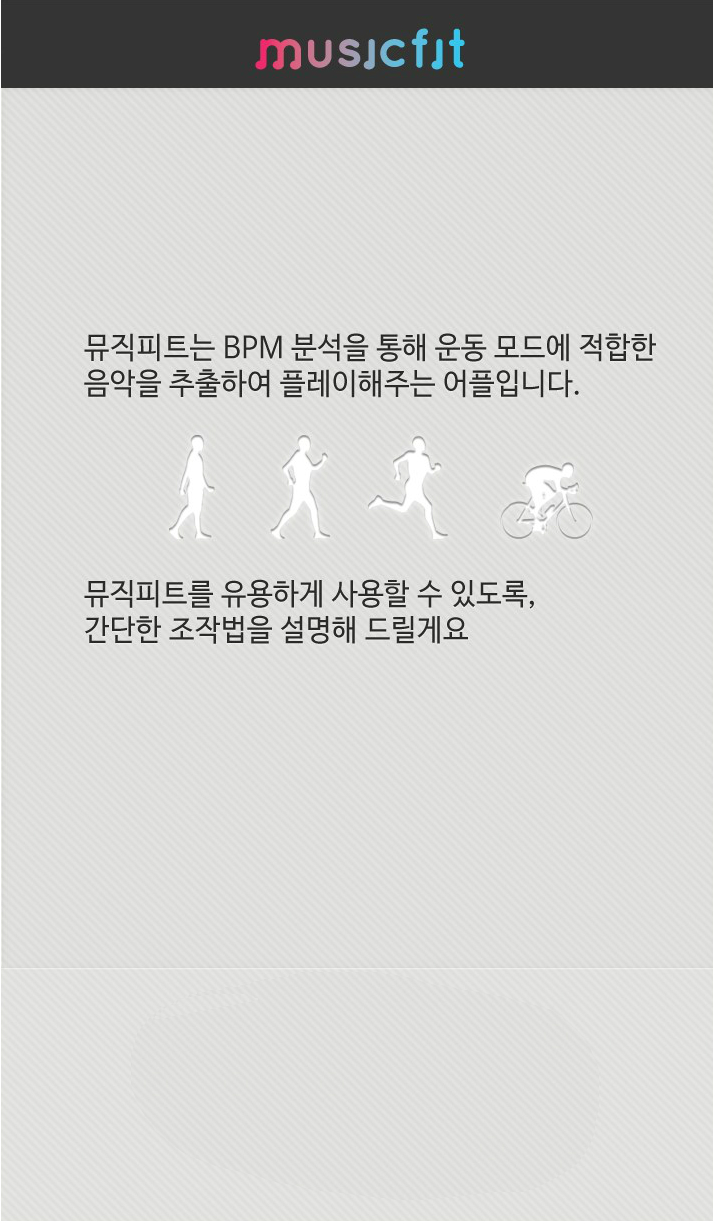 musicfit
뮤직피트는 BPM 분석을 통해 운동 모드에 적합한
음악을 추출하여 플레이해주는 어플입니다.
뮤직피트를 유용하게 사용할 수 있도록,
간단한 조작법을 설명해 드릴게요